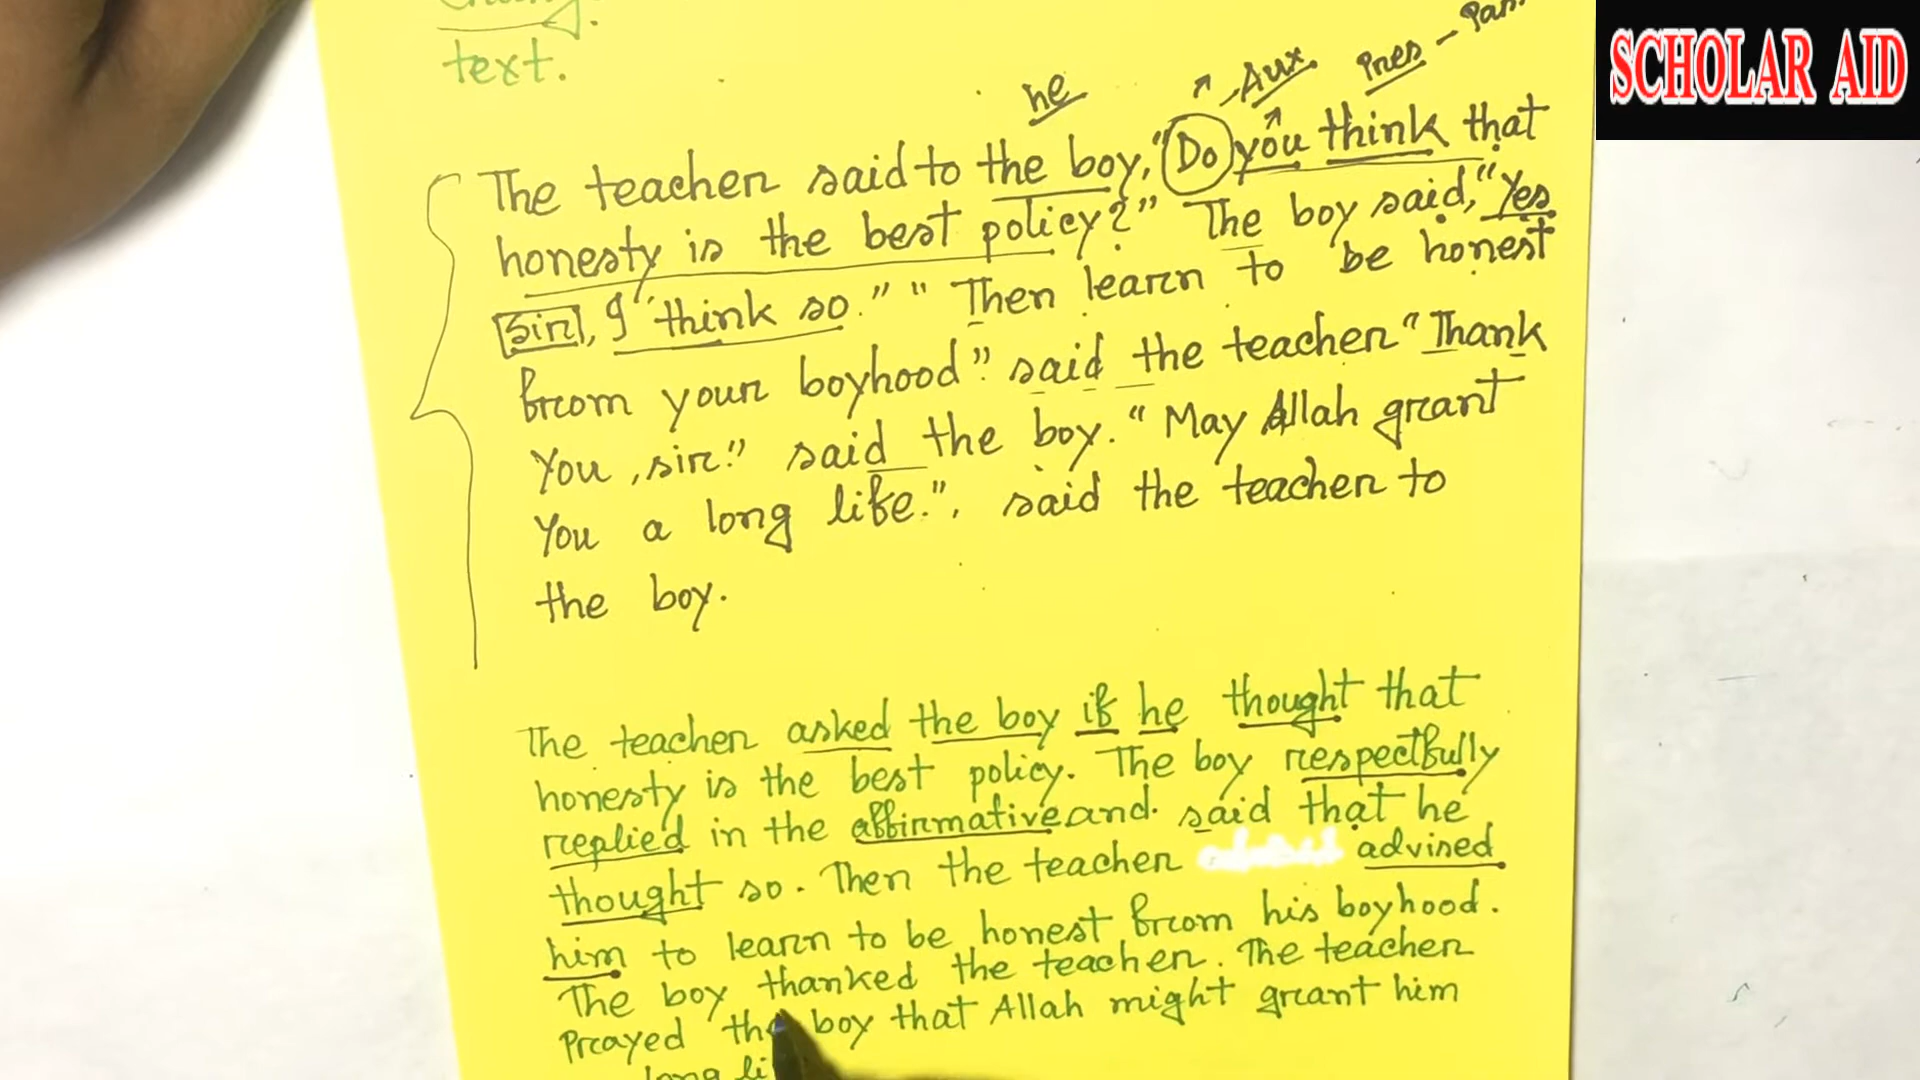 text.
he
Aux.
Pres -
SCHOLAR AID
The teacher said to the boy, "Do you think that
honesty is the best policy?" The boy said, "Yes
sir, I think so." "Then learn to be honest
from your boyhood" said the teacher "Thank
you, sir." said the boy. "May Allah grant
you a long life.". said the teacher to
the boy.
The teacher asked the boy if he thought that
honesty is the best policy. The boy respectfully
replied in the affirmative and said that he
thought so. Then the teacher advised
him to learn to be honest from his boyhood.
The boy thanked the teacher. The teacher
Prayed the boy that Allah might grant him
long